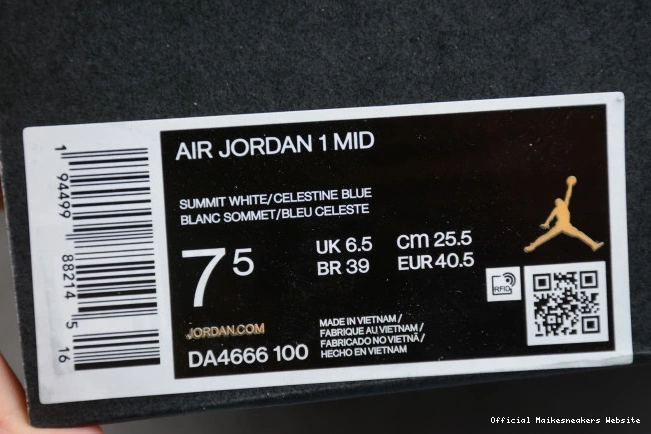 AIR JORDAN 1 MID
SUMMIT WHITE/CELESTINE BLUE
BLANC SOMMET/BLEU CELESTE
7 5
UK 6.5 cm 25.5
BR 39 EUR 40.5
RFID
JORDAN.COM
DA4666 100
MADE IN VIETNAM /
FABRIQUE AU VIETNAM /
FABRICADO NO VIETNÃ /
HECHO EN VIETNAM
1 94499 88214 5 16
Official Maikesneakers Website